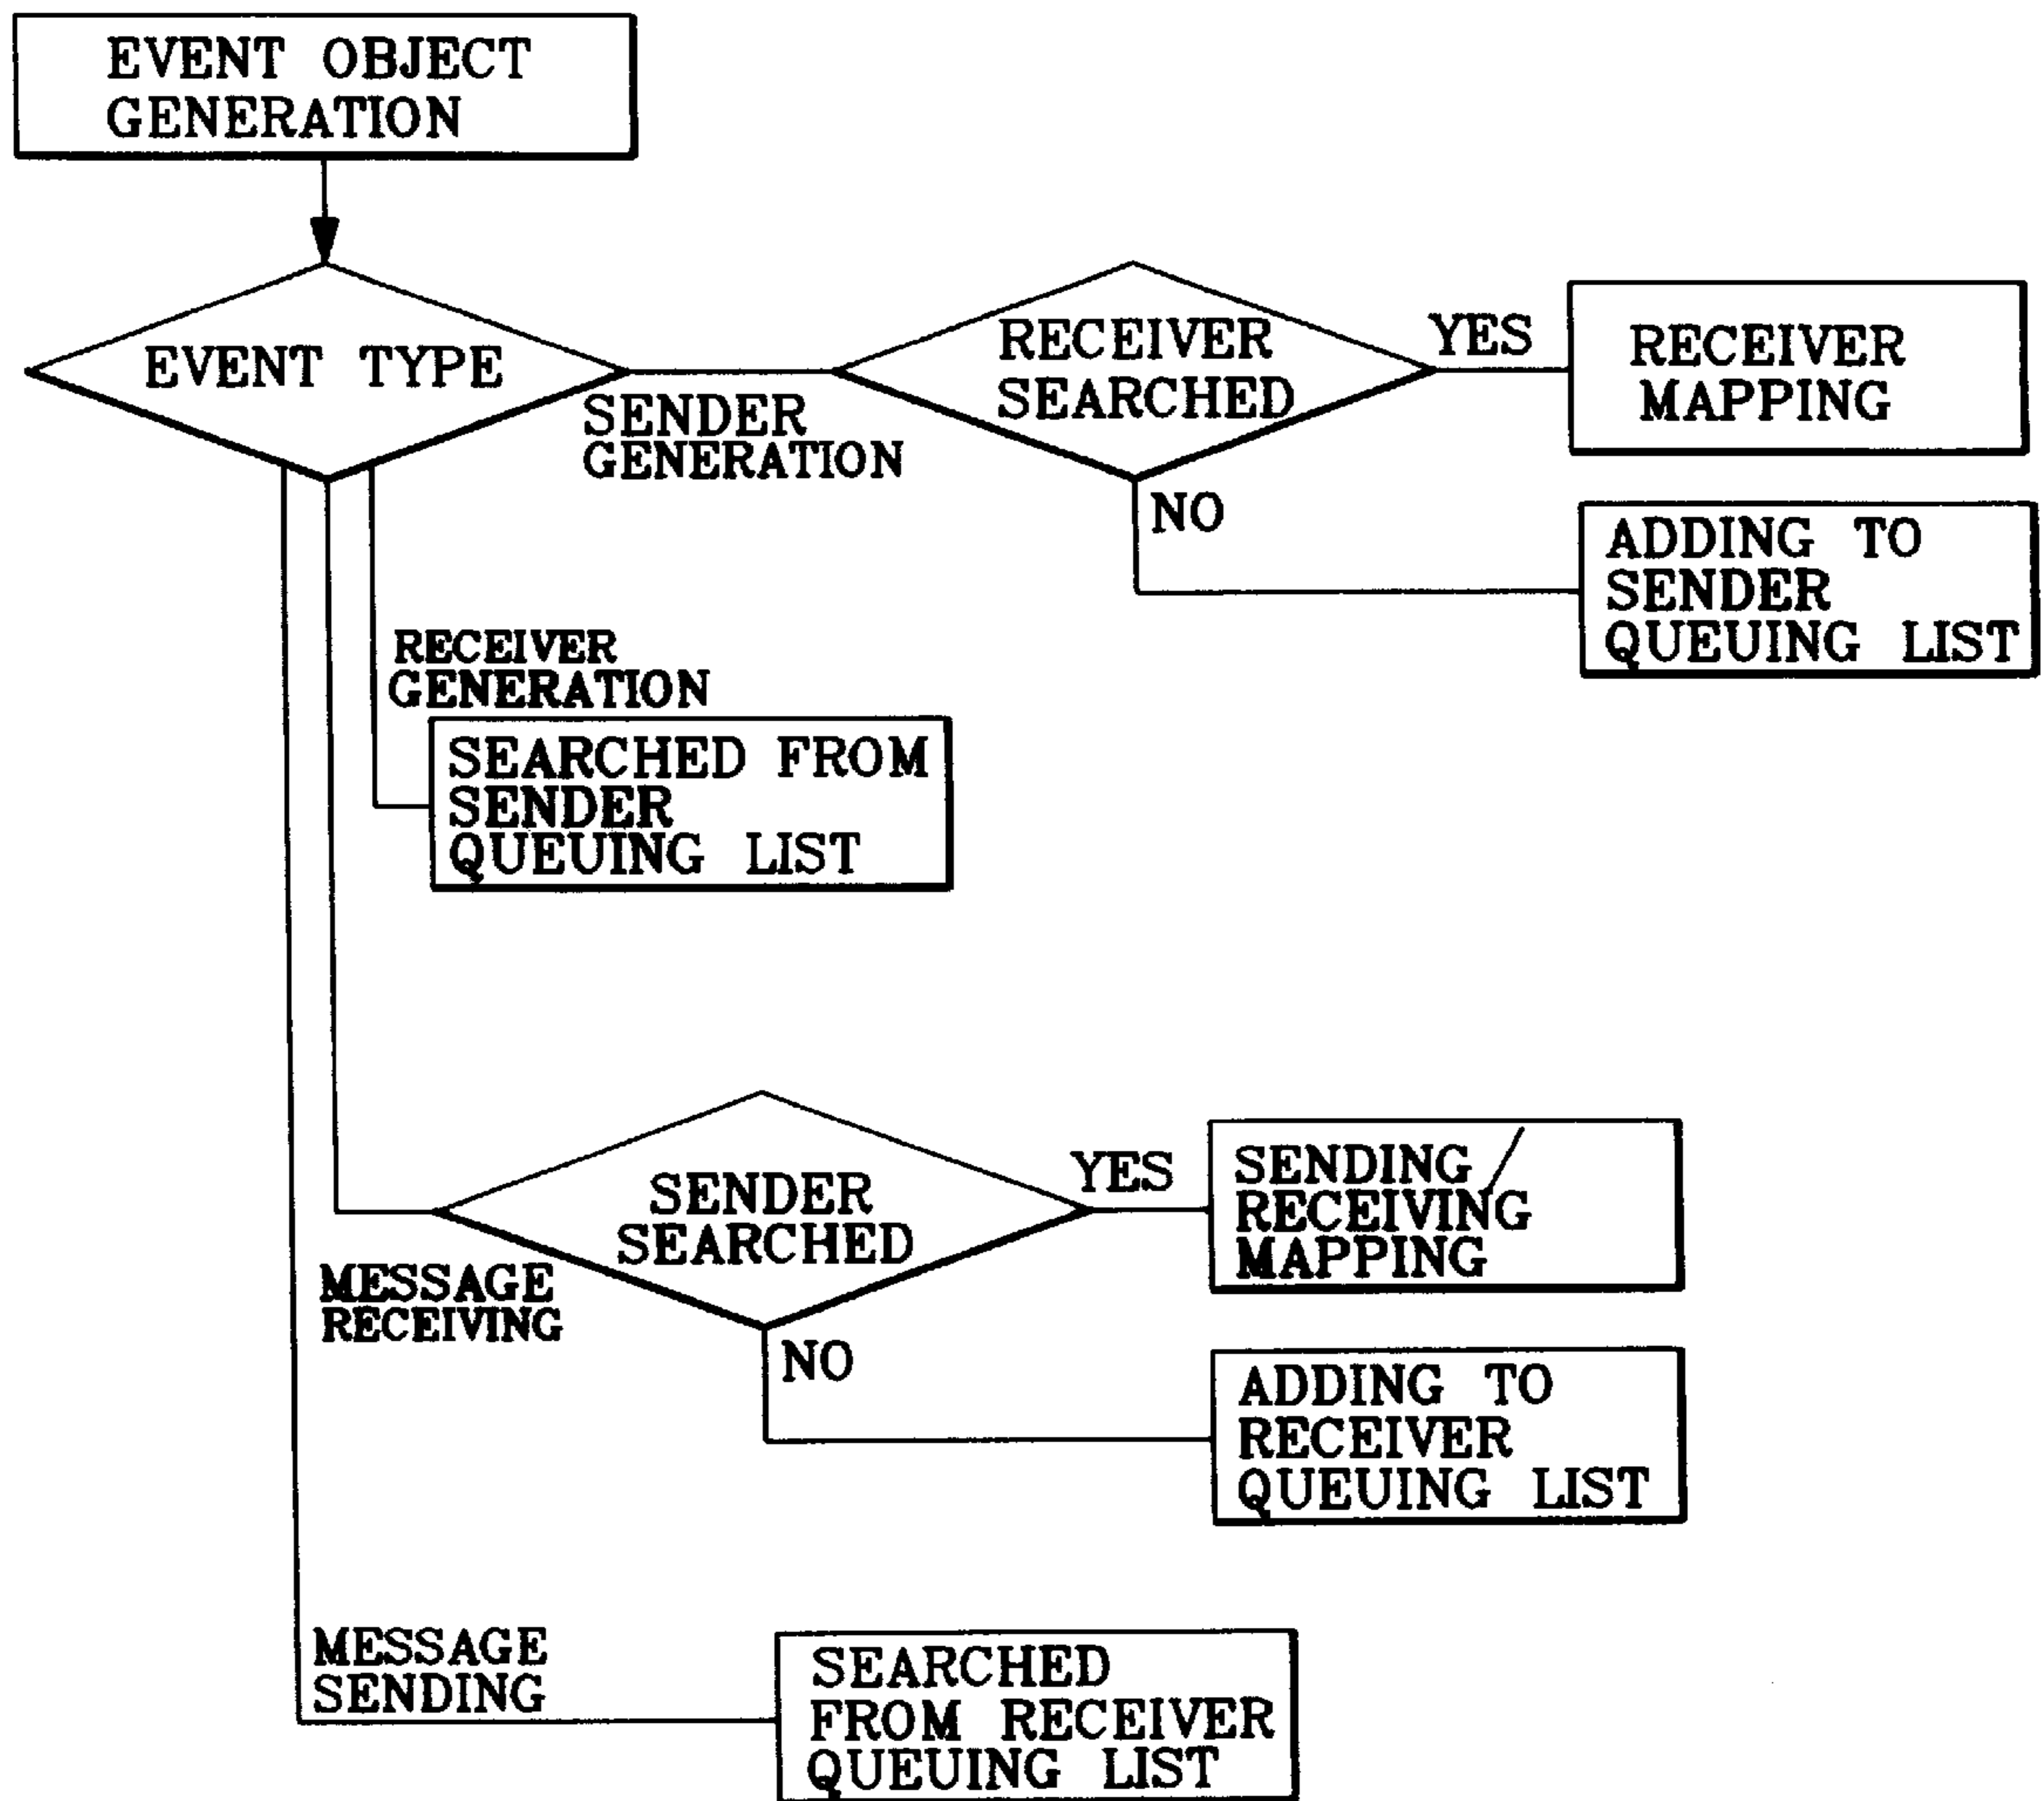 EVENT OBJECT
GENERATION
EVENT TYPE
SENDER
GENERATION
RECEIVER
SEARCHED
YES
RECEIVER
MAPPING
NO
ADDING TO
SENDER
QUEUING LIST
RECEIVER
GENERATION
SEARCHED FROM
SENDER
QUEUING LIST
MESSAGE
RECEIVING
SENDER
SEARCHED
YES
SENDING /
RECEIVING
MAPPING
NO
ADDING TO
RECEIVER
QUEUING LIST
MESSAGE
SENDING
SEARCHED
FROM RECEIVER
QUEUING LIST